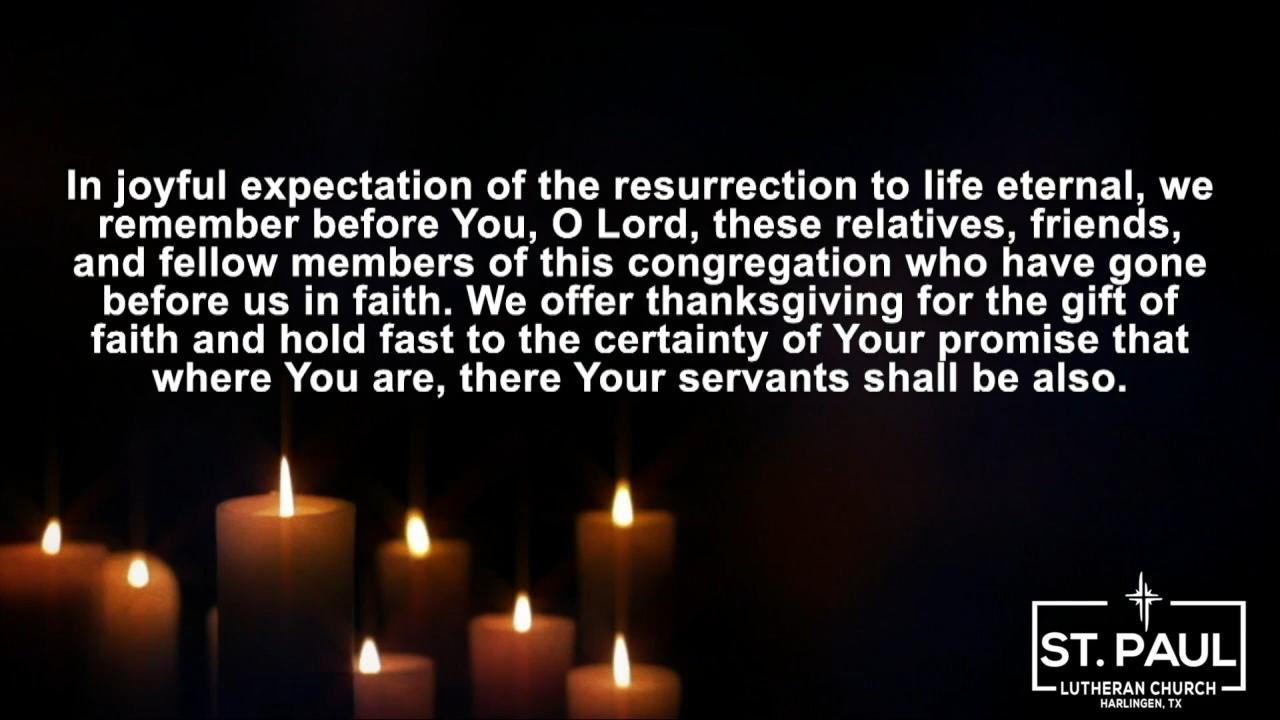 In joyful expectation of the resurrection to life eternal, we
remember before You, O Lord, these relatives, friends,
and fellow members of this congregation who have gone
before us in faith. We offer thanksgiving for the gift of
faith and hold fast to the certainty of Your promise that
where You are, there Your servants shall be also.
ST. PAUL
LUTHERAN CHURCH
HARLINGEN, TX